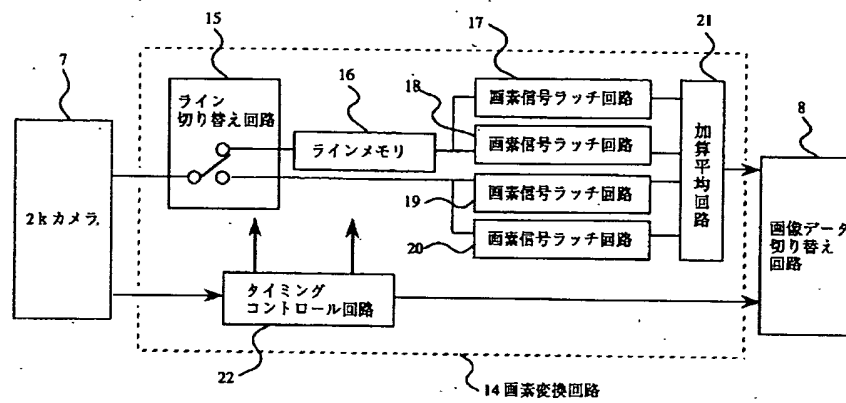 15
17
21
7
16
18
8
ライン
切り替え回路
画素信号ラッチ回路
ラインメモリ
画素信号ラッチ回路
加算平均回路
2kカメラ
19
画素信号ラッチ回路
20
画素信号ラッチ回路
画像データ
切り替え
回路
タイミング
コントロール回路
22
14画素変換回路